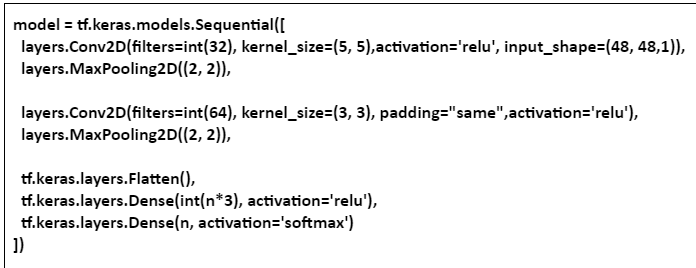 model = tf.keras.models.Sequential([
layers.Conv2D(filters=int(32), kernel_size=(5, 5),activation='relu', input_shape=(48, 48,1)),
layers.MaxPooling2D((2, 2)),
layers.Conv2D(filters=int(64), kernel_size=(3, 3), padding="same",activation='relu'),
layers.MaxPooling2D((2, 2)),
tf.keras.layers.Flatten(),
tf.keras.layers.Dense(int(n*3), activation='relu'),
tf.keras.layers.Dense(n, activation='softmax')
])